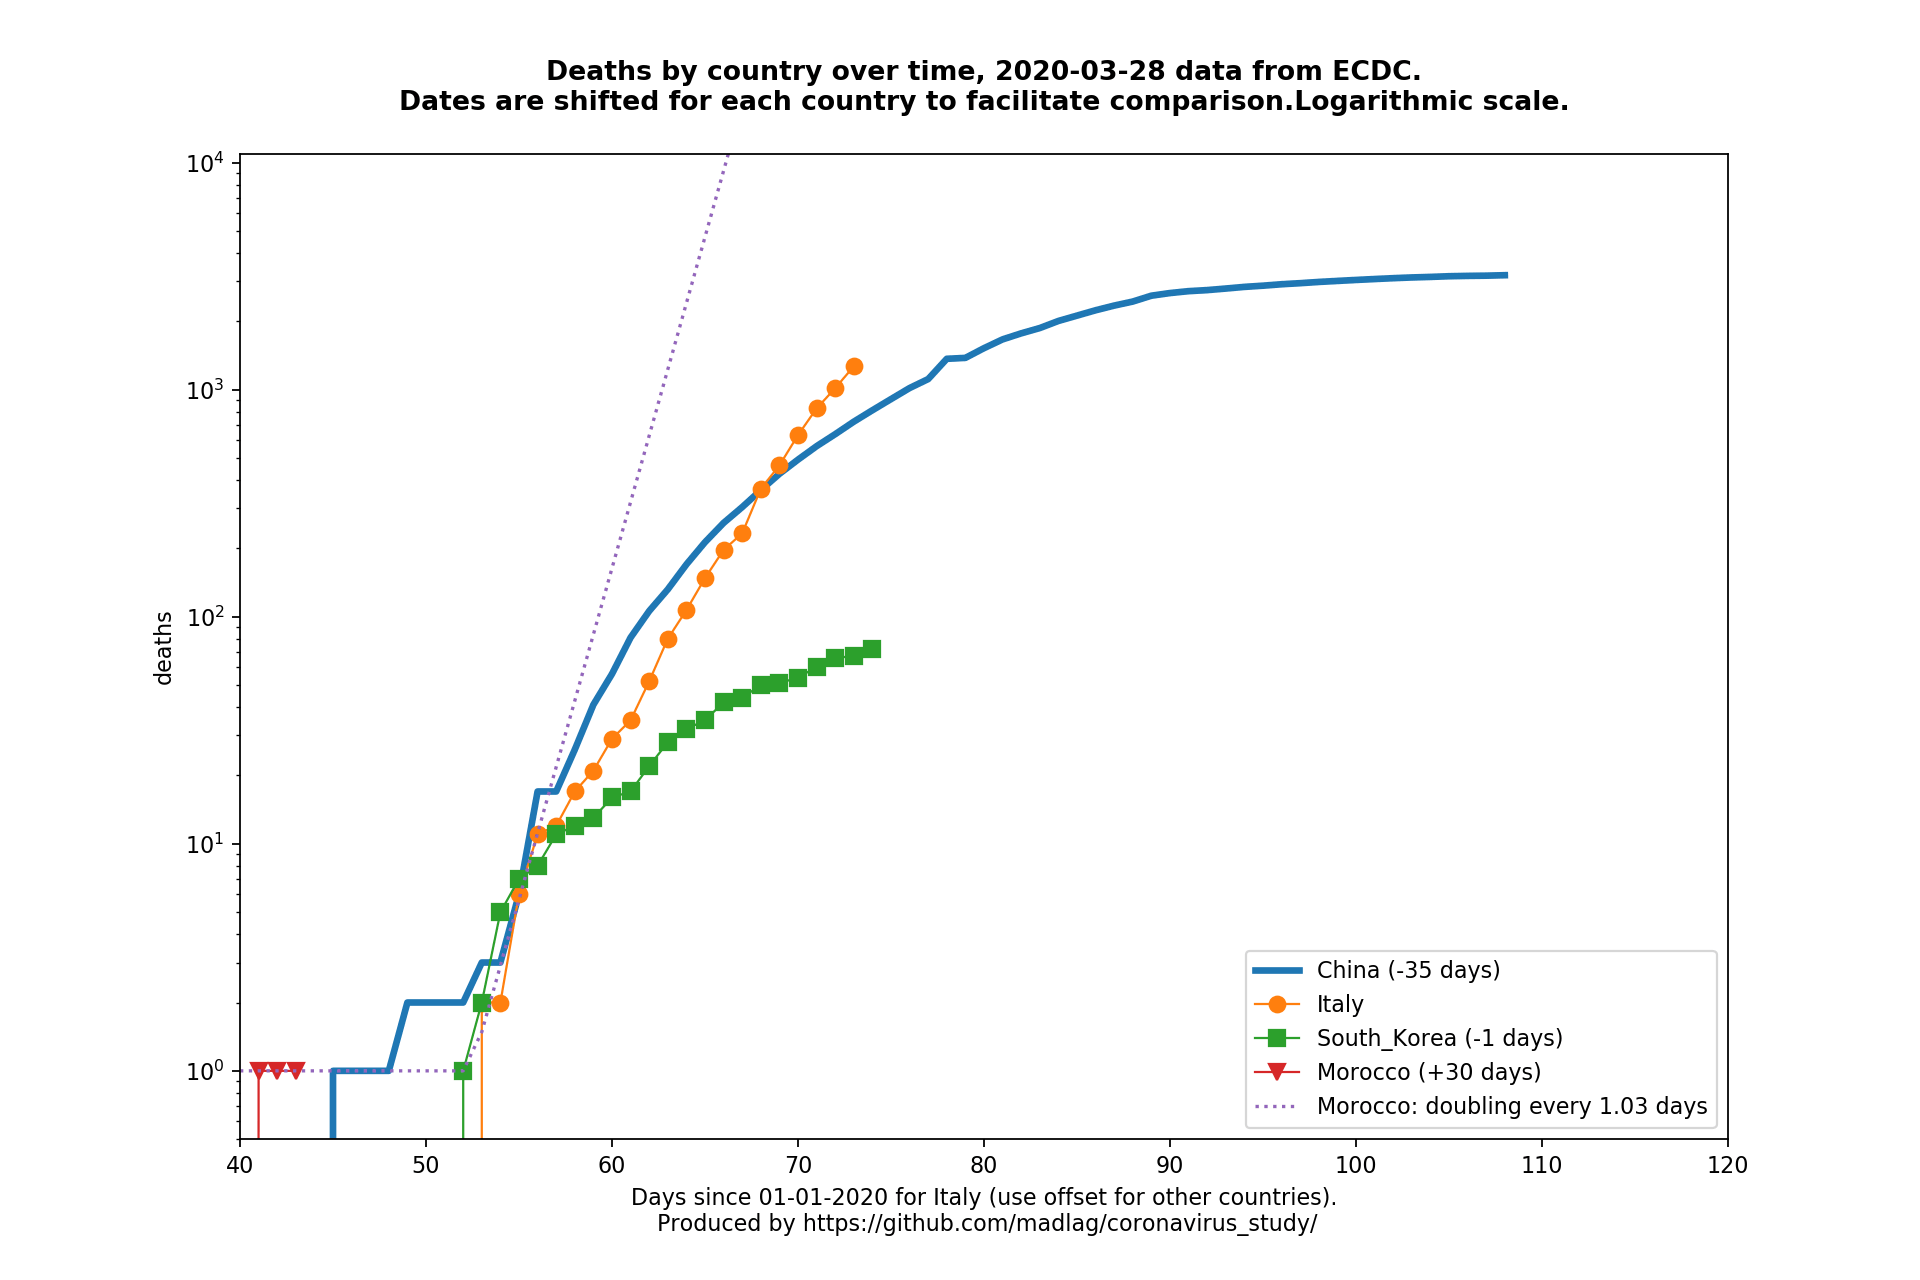 Deaths by country over time, 2020-03-28 data from ECDC.
Dates are shifted for each country to facilitate comparison.Logarithmic scale.
10^4
10^3
10^2
10^1
10^0
deaths
China (-35 days)
Italy
South_Korea (-1 days)
Morocco (+30 days)
Morocco: doubling every 1.03 days
40 50 60 70 80 90 100 110 120
Days since 01-01-2020 for Italy (use offset for other countries).
Produced by https://github.com/madlag/coronavirus_study/